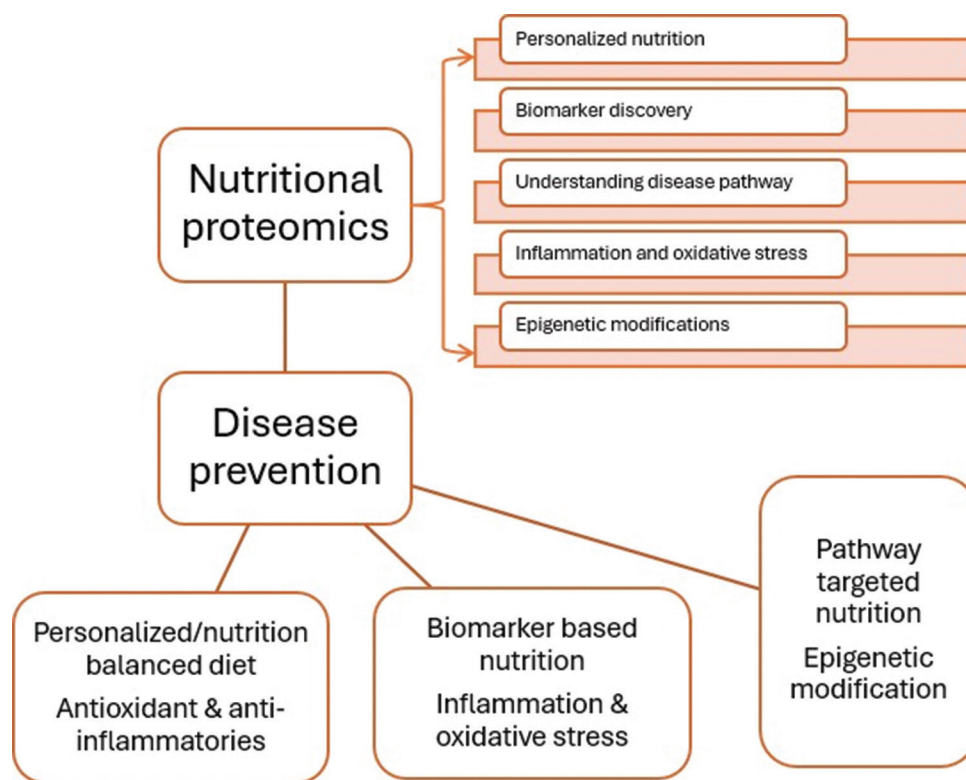 Personalized nutrition
Biomarker discovery
Understanding disease pathway
Inflammation and oxidative stress
Epigenetic modifications
Nutritional
proteomics
Disease
prevention
Personalized/nutrition
balanced diet
Antioxidant & anti-
inflammatories
Biomarker based
nutrition
Inflammation &
oxidative stress
Pathway
targeted
nutrition
Epigenetic
modification